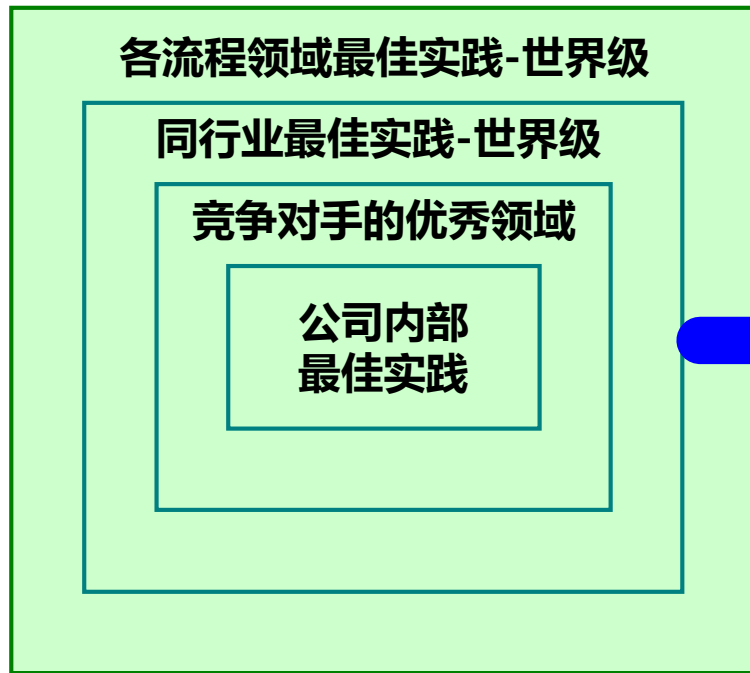 各流程领域最佳实践-世界级
同行业最佳实践-世界级
竞争对手的优秀领域
公司内部
最佳实践